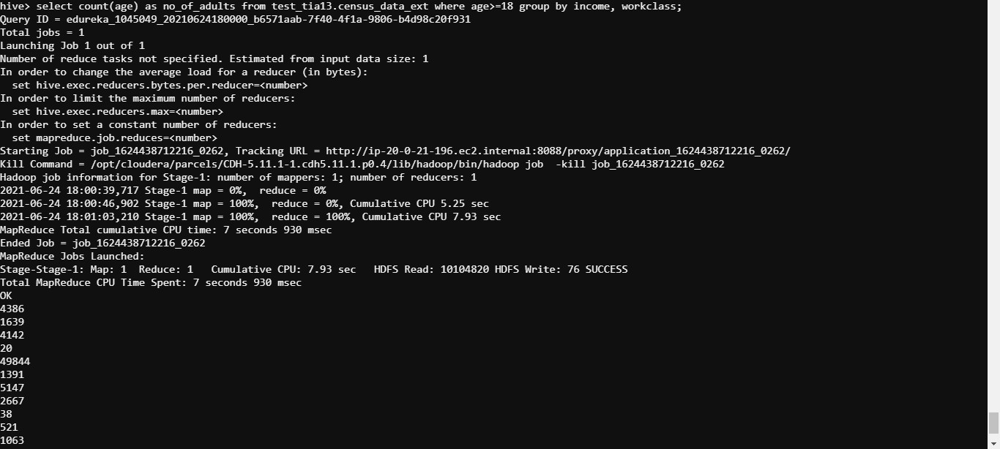 hive> select count(age) as no_of_adults from test_tia13.census_data_ext where age>=18 group by income, workclass;
Query ID = edureka_1045049_20210624180000_b6571aab-7f40-4f1a-9806-b4d98c20f931
Total jobs = 1
Launching Job 1 out of 1
Number of reduce tasks not specified. Estimated from input data size: 1
In order to change the average load for a reducer (in bytes):
  set hive.exec.reducers.bytes.per.reducer=<number>
In order to limit the maximum number of reducers:
  set hive.exec.reducers.max=<number>
In order to set a constant number of reducers:
  set mapreduce.job.reduces=<number>
Starting Job = job_1624438712216_0262, Tracking URL = http://ip-20-0-21-196.ec2.internal:8088/proxy/application_1624438712216_0262/
Kill Command = /opt/cloudera/parcels/CDH-5.11.1-1.cdh5.11.1.p0.4/lib/hadoop/bin/hadoop job  -kill job_1624438712216_0262
Hadoop job information for Stage-1: number of mappers: 1; number of reducers: 1
2021-06-24 18:00:39,717 Stage-1 map = 0%,  reduce = 0%
2021-06-24 18:00:46,902 Stage-1 map = 100%,  reduce = 0%, Cumulative CPU 5.25 sec
2021-06-24 18:01:03,210 Stage-1 map = 100%,  reduce = 100%, Cumulative CPU 7.93 sec
MapReduce Total cumulative CPU time: 7 seconds 930 msec
Ended Job = job_1624438712216_0262
MapReduce Jobs Launched:
Stage-Stage-1: Map: 1  Reduce: 1   Cumulative CPU: 7.93 sec   HDFS Read: 10104820 HDFS Write: 76 SUCCESS
Total MapReduce CPU Time Spent: 7 seconds 930 msec
OK
4386
1639
4142
20
49844
1391
5147
2667
38
521
1063